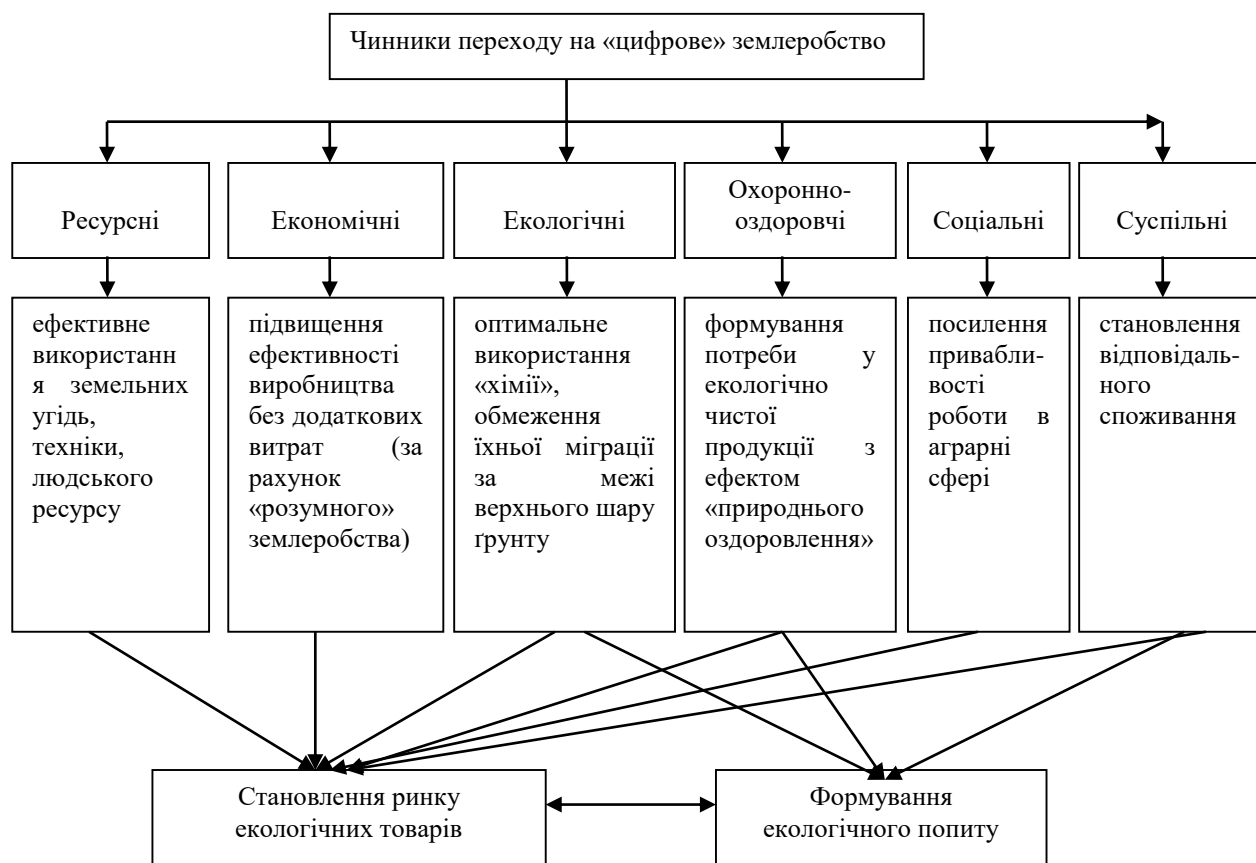 Чинники переходу на «цифрове» землеробство
Ресурсні
Економічні
Екологічні
Охоронно-
оздоровчі
Соціальні
Суспільні
ефективне
використанн
я земельних
угідь,
техніки,
людського
ресурсу
підвищення
ефективності
виробництва
без додаткових
витрат (за
рахунок
«розумного»
землеробства)
оптимальне
використання
«хімії»,
обмеження
їхньої міграції
за межі
верхнього шару
ґрунту
формування
потреби у
екологічно
чистої
продукції з
ефектом
«природнього
оздоровлення»
посилення
привабли-
вості
роботи в
аграрні
сфері
становлення
відповідаль-
ного
споживання
Становлення ринку
екологічних товарів
Формування
екологічного попиту